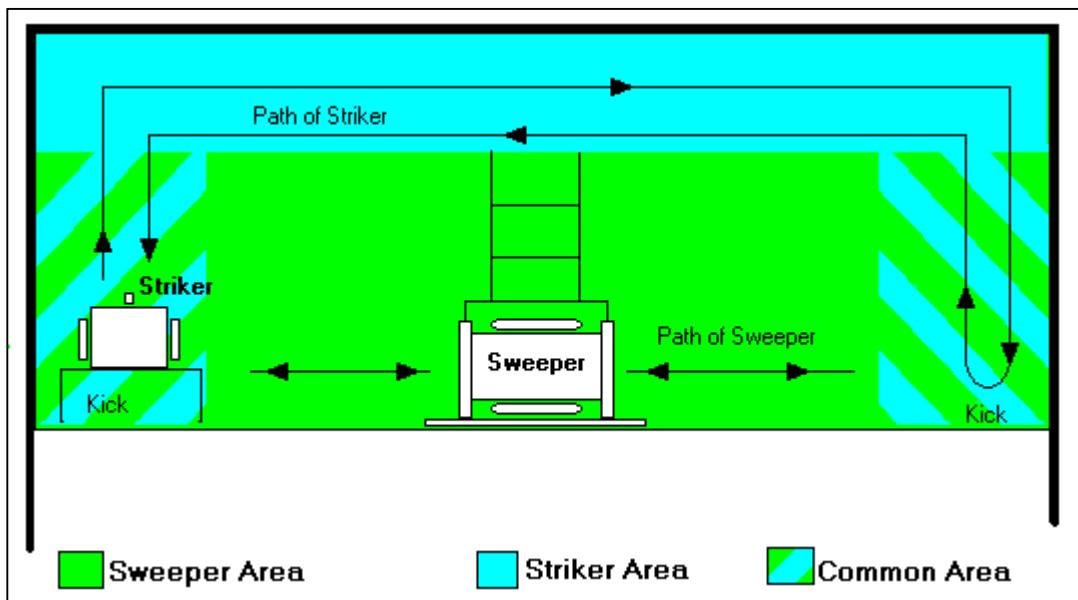 Path of Striker
Striker
Path of Sweeper
Sweeper
Kick
Kick
Sweeper Area
Striker Area
Common Area